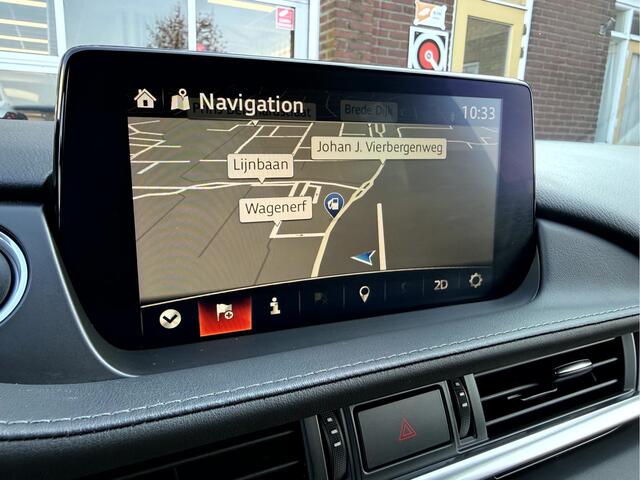 Navigation
Brede Dijk
10:33
Johan J. Vierbergenweg
Lijnbaan
Wagenerf
2D